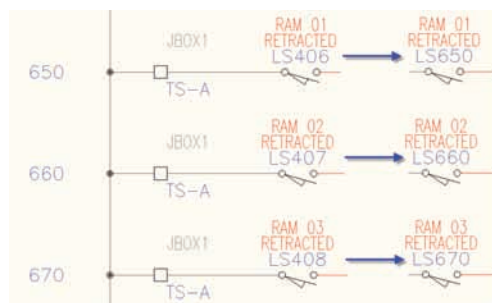 RAM 01 RAM 01
JBOX1 RETRACTED RETRACTED
LS406 LS650
650
TS-A
RAM 02 RAM 02
JBOX1 RETRACTED RETRACTED
LS407 LS660
660
TS-A
RAM 03 RAM 03
JBOX1 RETRACTED RETRACTED
LS408 LS670
670
TS-A